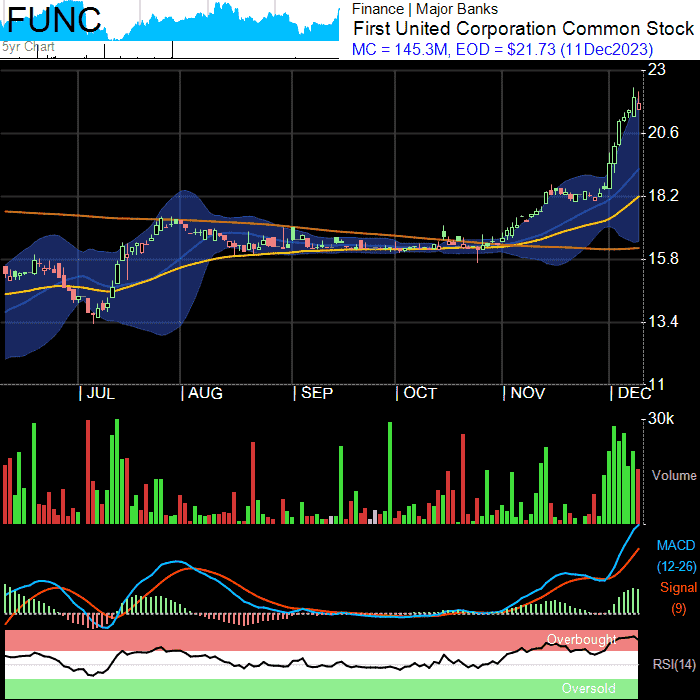 FUNC
5yr Chart
Finance | Major Banks
First United Corporation Common Stock
MC = 145.3M, EOD = $21.73 (11Dec2023)
23
20.6
18.2
15.8
13.4
11
| JUL | AUG | SEP | OCT | NOV | DEC
30k
Volume
MACD
(12-26)
Signal
(9)
Overbought
RSI(14)
Oversold